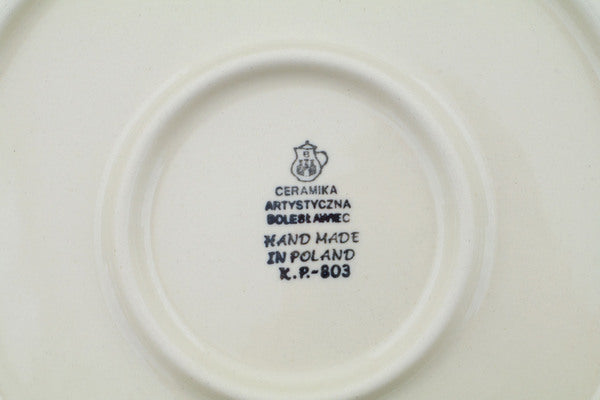 CERAMIKA
ARTYSTYCZNA
BOLESŁAWIEC
HAND MADE
IN POLAND
K.P.-803